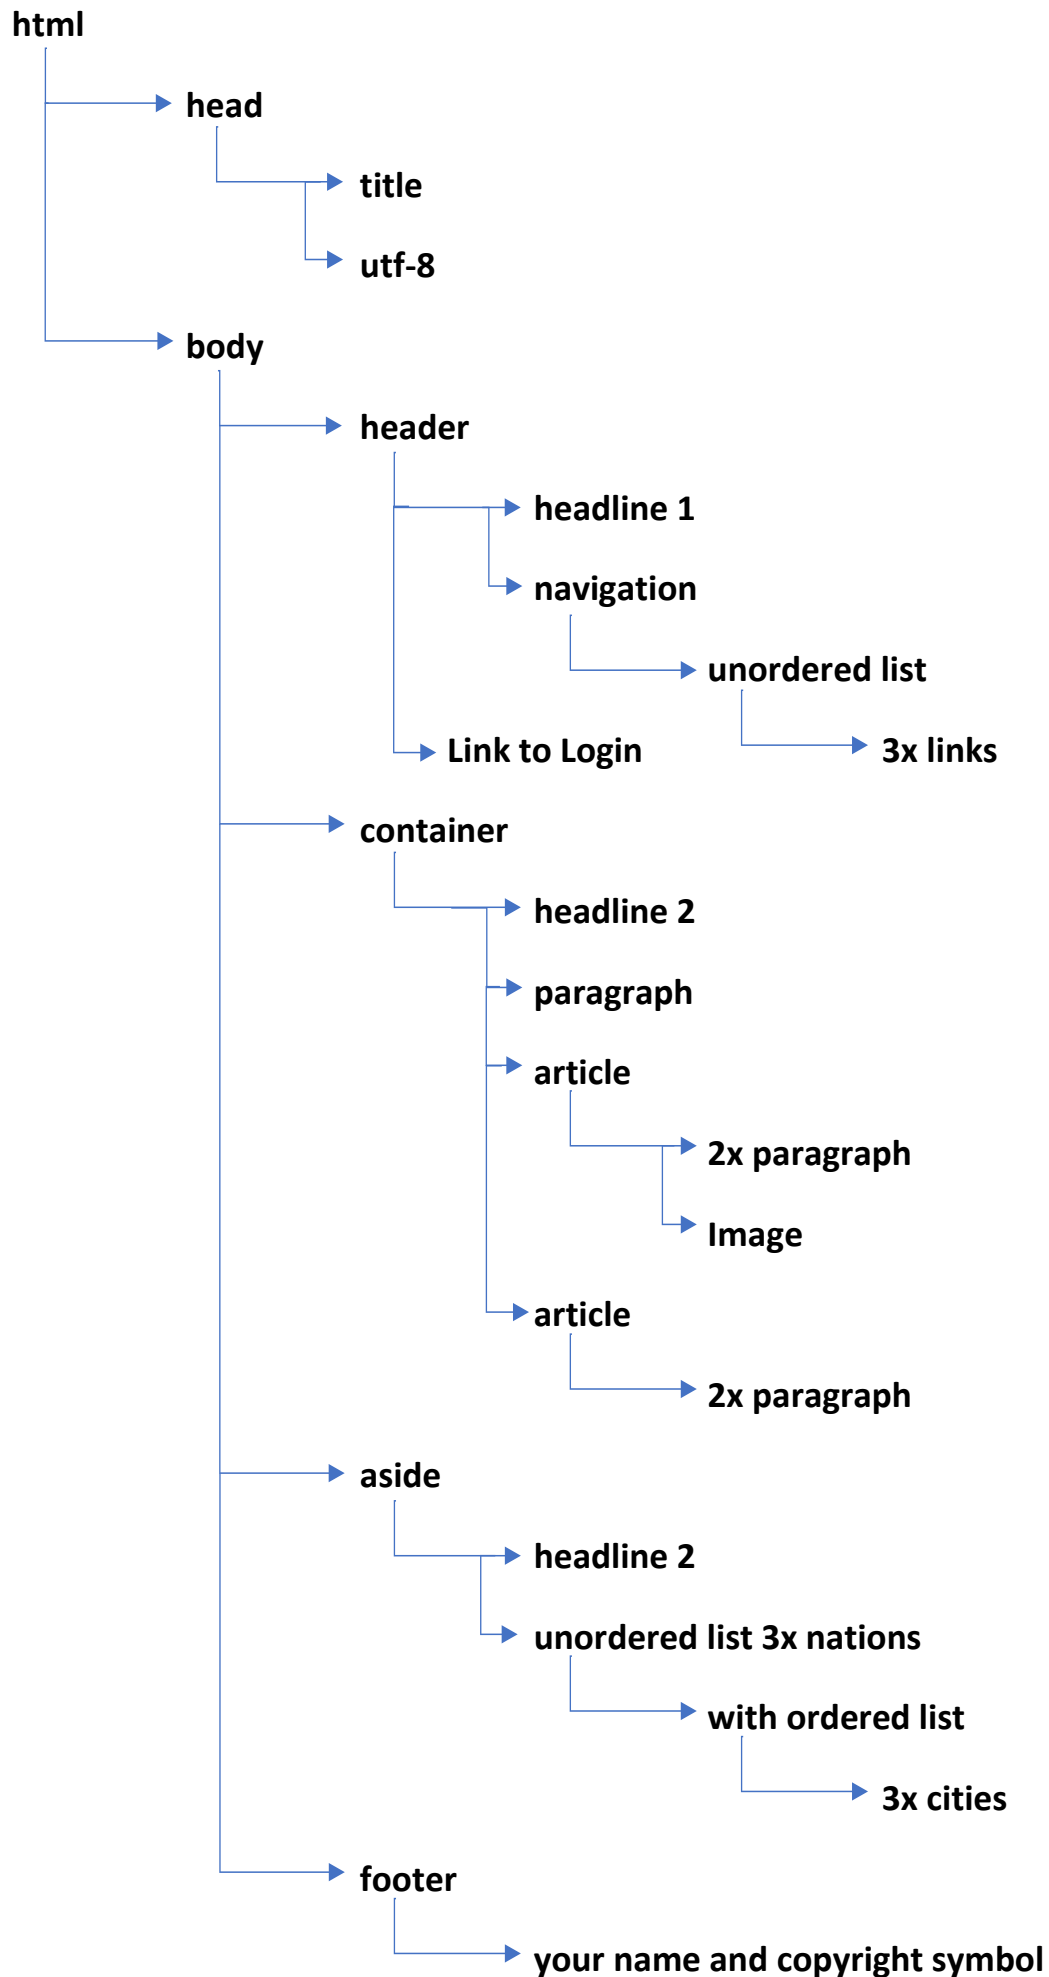 html
head
title
utf-8
body
header
headline 1
navigation
unordered list
Link to Login
3x links
container
headline 2
paragraph
article
2x paragraph
Image
article
2x paragraph
aside
headline 2
unordered list 3x nations
with ordered list
3x cities
footer
your name and copyright symbol